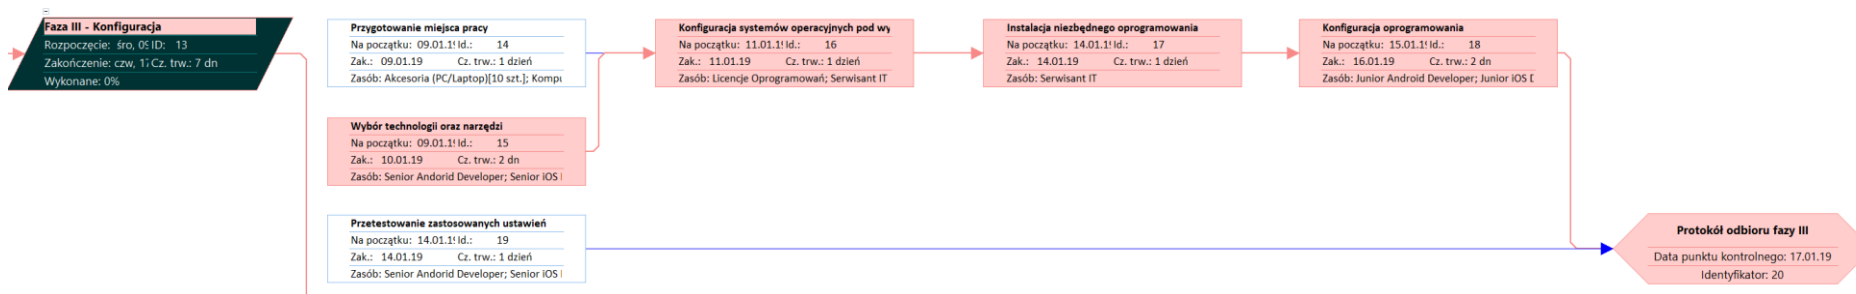 Faza III - Konfiguracja
Rozpoczęcie: śro, 09 ID: 13
Zakończenie: czw, 17 Cz. trw.: 7 dn
Wykonane: 0%
Przygotowanie miejsca pracy
Na początku: 09.01.1 Id.: 14
Zak.: 09.01.19 Cz. trw.: 1 dzień
Zasób: Akcesoria (PC/Laptop)[10 szt.]; Kompu
Wybór technologii oraz narzędzi
Na początku: 09.01.1 Id.: 15
Zak.: 10.01.19 Cz. trw.: 2 dn
Zasób: Senior Andorid Developer; Senior iOS
Przetestowanie zastosowanych ustawień
Na początku: 14.01.1 Id.: 19
Zak.: 14.01.19 Cz. trw.: 1 dzień
Zasób: Senior Andorid Developer; Senior iOS
Konfiguracja systemów operacyjnych pod wy
Na początku: 11.01.1 Id.: 16
Zak.: 11.01.19 Cz. trw.: 1 dzień
Zasób: Licencje Oprogramowań; Serwisant IT
Instalacja niezbędnego oprogramowania
Na początku: 14.01.1 Id.: 17
Zak.: 14.01.19 Cz. trw.: 1 dzień
Zasób: Serwisant IT
Konfiguracja oprogramowania
Na początku: 15.01.1 Id.: 18
Zak.: 16.01.19 Cz. trw.: 2 dn
Zasób: Junior Android Developer; Junior iOS
Protokół odbioru fazy III
Data punktu kontrolnego: 17.01.19
Identyfikator: 20